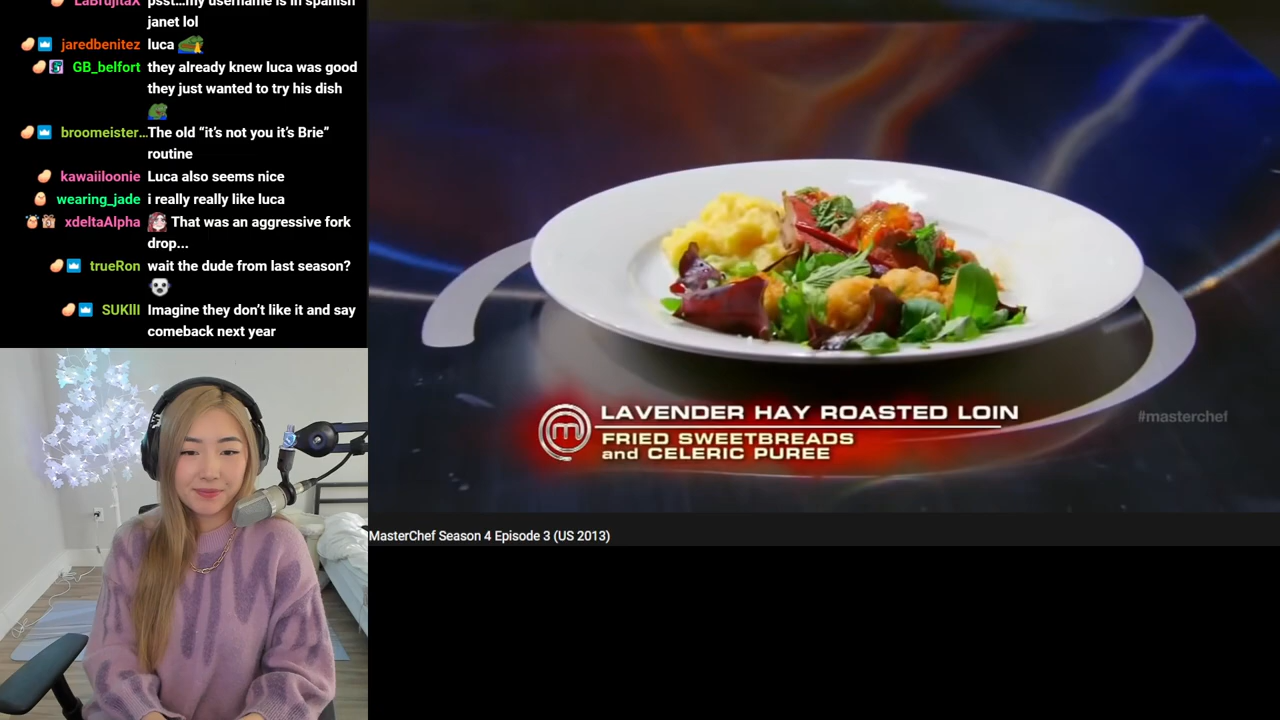 LaBrujitaX psst...my username is in spanish
janet lol
jaredbenitez luca
GB_belfort they already knew luca was good
they just wanted to try his dish
broomeister... The old “it’s not you it’s Brie”
routine
kawaiiloonie Luca also seems nice
wearing_jade i really really like luca
xdeltaAlpha That was an aggressive fork
drop...
trueRon wait the dude from last season?
SUKlll Imagine they don’t like it and say
comeback next year
LAVENDER HAY ROASTED LOIN
FRIED SWEETBREADS
and CELERIC PUREE
#masterchef
MasterChef Season 4 Episode 3 (US 2013)